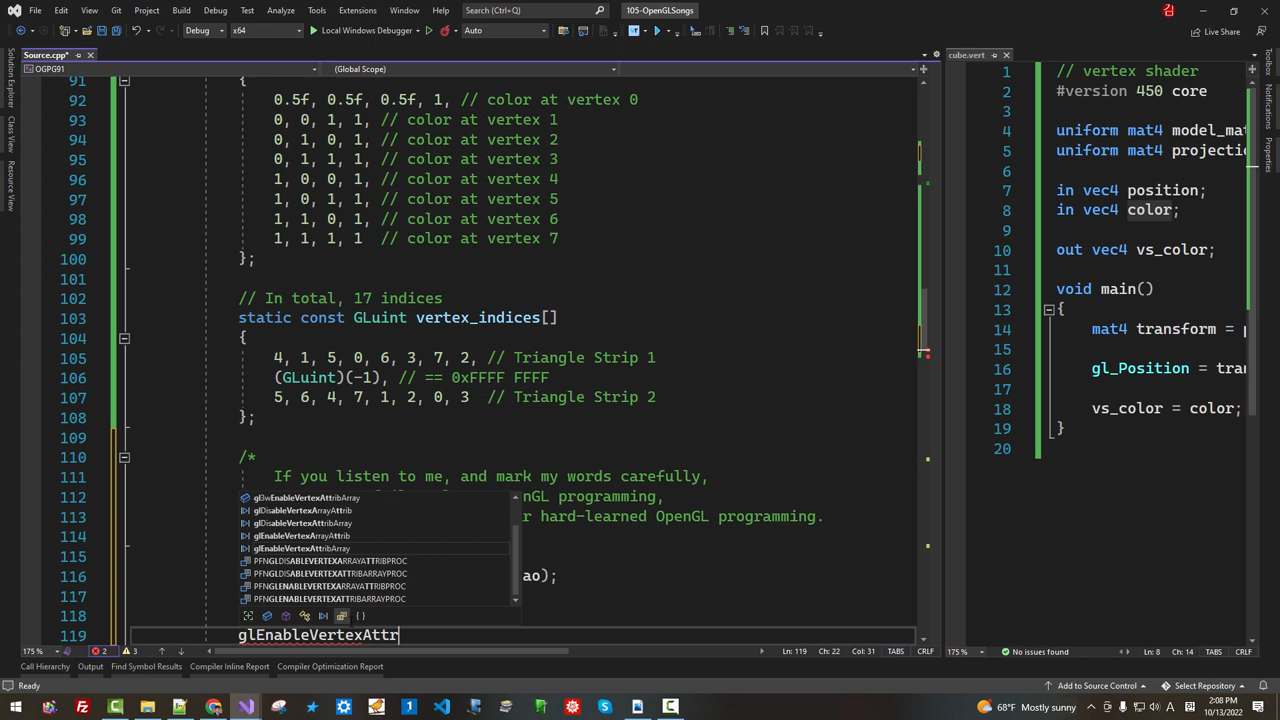 File Edit View Git Project Build Debug Test Analyze Tools Extensions Window Help Search (Ctrl+Q) 105-OpenGLSongs
Debug x64 Local Windows Debugger Auto Live Share
Source.cpp* cube.vert
OGPG91 (Global Scope)
91 {
92 0.5f, 0.5f, 0.5f, 1, // color at vertex 0
93 0, 0, 1, 1, // color at vertex 1
94 0, 1, 0, 1, // color at vertex 2
95 0, 1, 1, 1, // color at vertex 3
96 1, 0, 0, 1, // color at vertex 4
97 1, 0, 1, 1, // color at vertex 5
98 1, 1, 0, 1, // color at vertex 6
99 1, 1, 1, 1 // color at vertex 7
100 };
101
102 // In total, 17 indices
103 static const GLuint vertex_indices[]
104 {
105 4, 1, 5, 0, 6, 3, 7, 2, // Triangle Strip 1
106 (GLuint)(-1), // == 0xFFFF FFFF
107 5, 6, 4, 7, 1, 2, 0, 3 // Triangle Strip 2
108 };
109
110 /*
111 If you listen to me, and mark my words carefully,
112 nGL programming,
113 r hard-learned OpenGL programming.
114
115
116 ao);
117
118
119 glEnableVertexAttr
gl3wEnableVertexAttribArray
glDisableVertexArrayAttrib
glDisableVertexAttribArray
glEnableVertexArrayAttrib
glEnableVertexAttribArray
PFNGLDISABLEVERTEXARRAYATTRIBPROC
PFNGLDISABLEVERTEXATTRIBARRAYPROC
PFNGLENABLEVERTEXARRAYATTRIBPROC
PFNGLENABLEVERTEXATTRIBARRAYPROC
1 // vertex shader
2 #version 450 core
3
4 uniform mat4 model_mat
5 uniform mat4 projectio
6
7 in vec4 position;
8 in vec4 color;
9
10 out vec4 vs_color;
11
12 void main()
13 {
14 mat4 transform = p
15
16 gl_Position = tran
17
18 vs_color = color;
19 }
20
Solution Explorer
Class View
Resource View
Notifications
Properties
175 % 2 3 Ln: 119 Ch: 22 Col: 31 TABS CRLF
175 % No issues found Ln: 8 Ch: 14 TABS CRLF
Call Hierarchy Output Find Symbol Results Compiler Inline Report Compiler Optimization Report
Ready Add to Source Control Select Repository
68°F Mostly sunny A 2:08 PM
10/13/2022